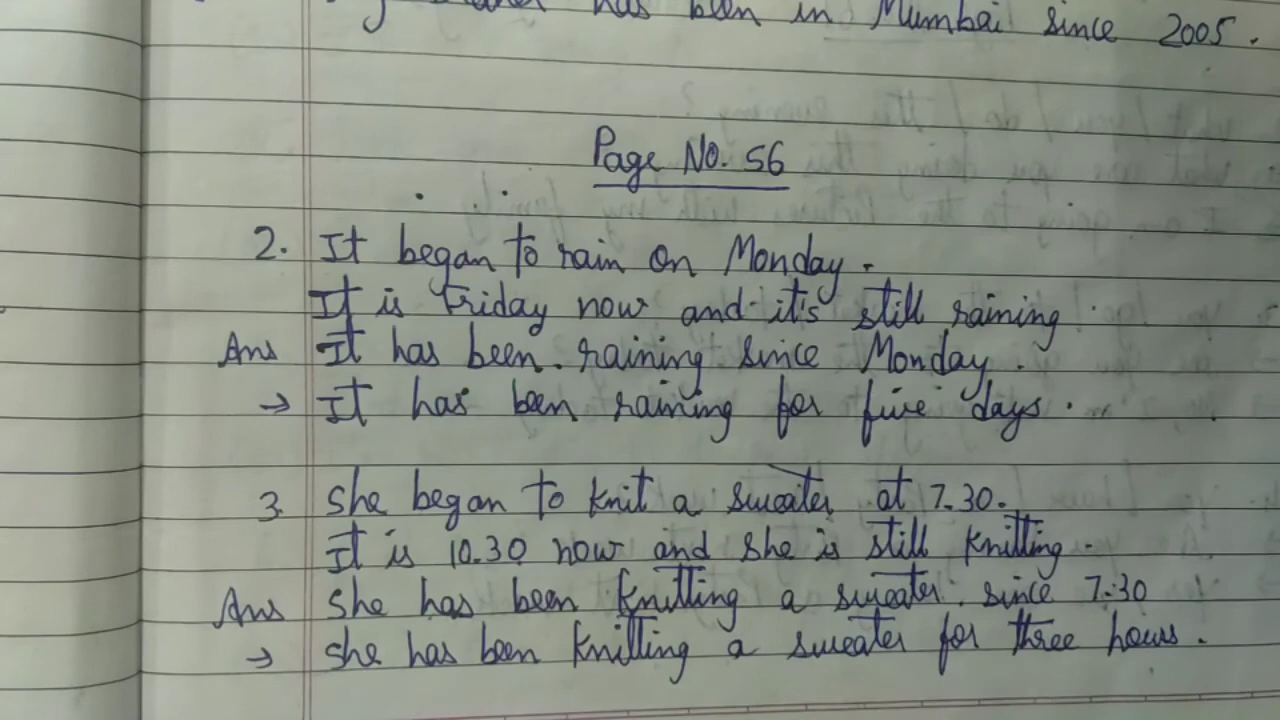 has been in Mumbai since 2005.
Page No. 56
2. It began to rain on Monday.
It is Friday now and it's still raining
Ans It has been raining since Monday.
→ It has been raining for five days.
3. She began to knit a sweater at 7.30.
It is 10.30 now and she is still knitting.
Ans She has been knitting a sweater since 7:30
→ She has been knitting a sweater for three hours.